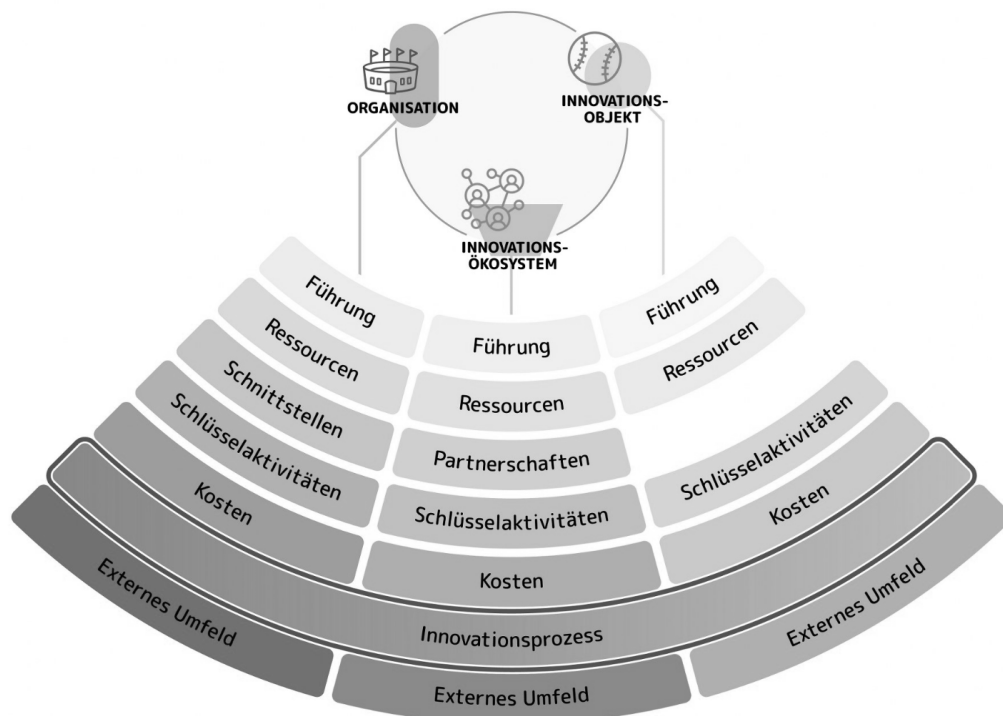 ORGANISATION
INNOVATIONS-
OBJEKT
INNOVATIONS-
ÖKOSYSTEM
Führung
Ressourcen
Schnittstellen
Schlüsselaktivitäten
Kosten
Externes Umfeld
Führung
Ressourcen
Partnerschaften
Schlüsselaktivitäten
Kosten
Innovationsprozess
Externes Umfeld
Führung
Ressourcen
Schlüsselaktivitäten
Kosten
Externes Umfeld